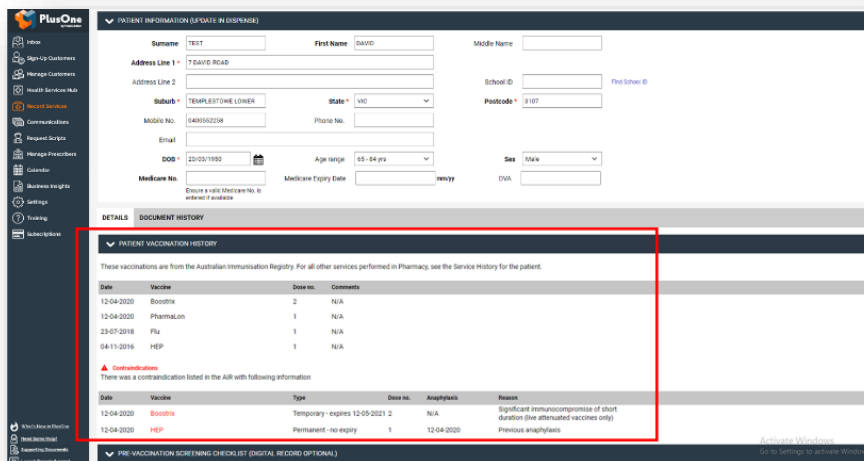 PlusOne
PATIENT INFORMATION (UPDATE IN DISPENSE)
Inbox
Sign-Up Customers
Manage Customers
Health Services Hub
Record Services
Communications
Request Scripts
Manage Prescribers
Calendar
Business Insights
Settings
Training
Subscriptions
Surname TEST First Name DAVID Middle Name
Address Line 1 * 7 DAVID ROAD
Address Line 2 School ID Find School ID
Suburb * TEMPLESTOWE LOWER State * VIC Postcode * 3107
Mobile No. 0400552258 Phone No.
Email
DOB * 20/03/1950 Age range 65 - 84 yrs Sex Male
Medicare No. Medicare Expiry Date mm/yy DVA
Ensure a valid Medicare No. is
entered if available
DETAILS DOCUMENT HISTORY
PATIENT VACCINATION HISTORY
These vaccinations are from the Australian Immunisation Registry. For all other services performed in Pharmacy, see the Service History for the patient.
Date Vaccine Dose no. Comments
12-04-2020 Boostrix 2 N/A
12-04-2020 PharmaLon 1 N/A
23-07-2018 Flu 1 N/A
04-11-2016 HEP 1 N/A
Contraindications
There was a contraindication listed in the AIR with following information
Date Vaccine Type Dose no. Anaphylaxis Reason
12-04-2020 Boostrix Temporary - expires 12-05-2021 2 N/A Significant immunocompromise of short
duration (live attenuated vaccines only)
12-04-2020 HEP Permanent - no expiry 1 12-04-2020 Previous anaphylaxis
What's New in PlusOne
Need Some Help?
Supporting Documents
PRE-VACCINATION SCREENING CHECKLIST (DIGITAL RECORD OPTIONAL)
Activate Windows
Go to Settings to activate Windows